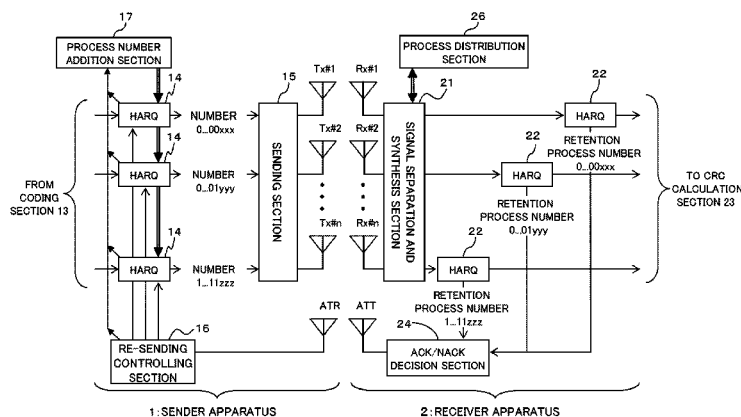 17
PROCESS NUMBER
ADDITION SECTION
14
HARQ
NUMBER
0...00xxx
14
HARQ
NUMBER
0...01yyy
14
HARQ
NUMBER
1...11zzz
FROM
CODING
SECTION 13
15
SENDING SECTION
Tx#1
Tx#2
Tx#n
ATR
16
RE-SENDING
CONTROLLING
SECTION
1:SENDER APPARATUS
26
PROCESS DISTRIBUTION
SECTION
Rx#1
Rx#2
Rx#n
ATT
21
SIGNAL SEPARATION AND
SYNTHESIS SECTION
22
HARQ
RETENTION
PROCESS NUMBER
0...00xxx
22
HARQ
RETENTION
PROCESS NUMBER
0...01yyy
22
HARQ
RETENTION
PROCESS NUMBER
1...11zzz
24
ACK/NACK
DECISION SECTION
TO CRC
CALCULATION
SECTION 23
2:RECEIVER APPARATUS